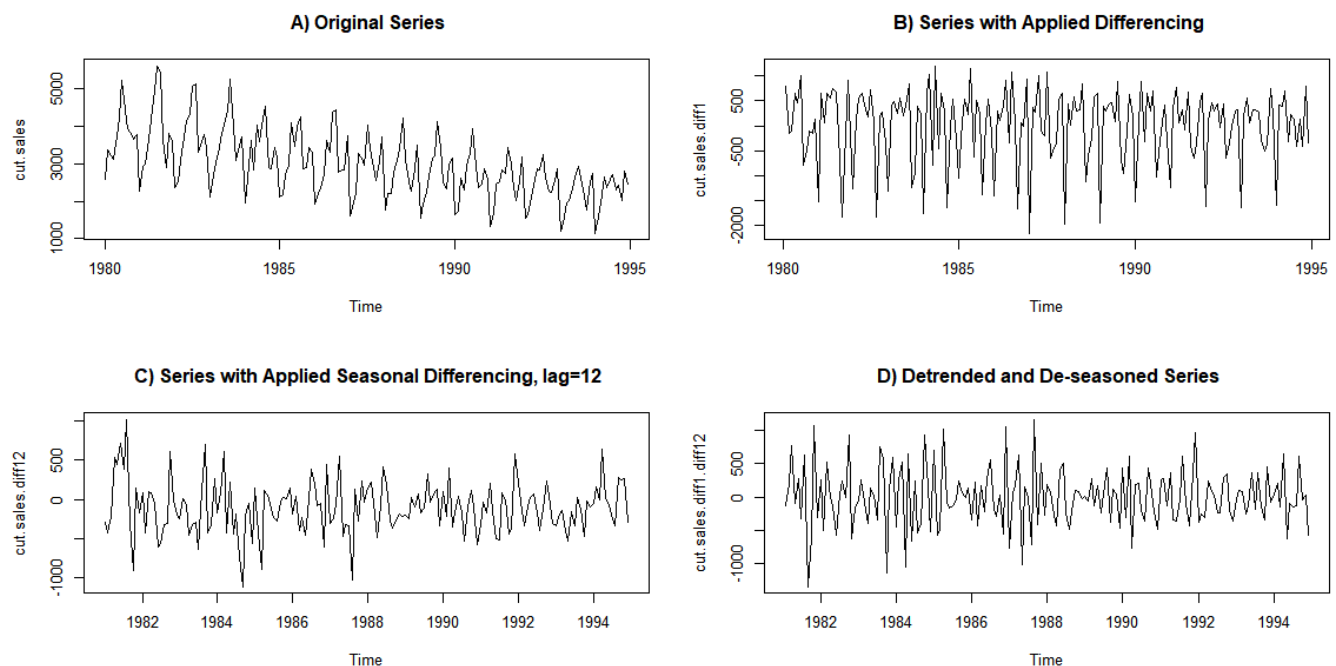 A) Original Series
cut.sales
1000
3000
5000
1980
1985
1990
1995
Time
B) Series with Applied Differencing
cut.sales.diff1
-2000
-500
500
1980
1985
1990
1995
Time
C) Series with Applied Seasonal Differencing, lag=12
cut.sales.diff12
-1000
0
500
1982
1984
1986
1988
1990
1992
1994
Time
D) Detrended and De-seasoned Series
cut.sales.diff1.diff12
-1000
0
500
1982
1984
1986
1988
1990
1992
1994
Time